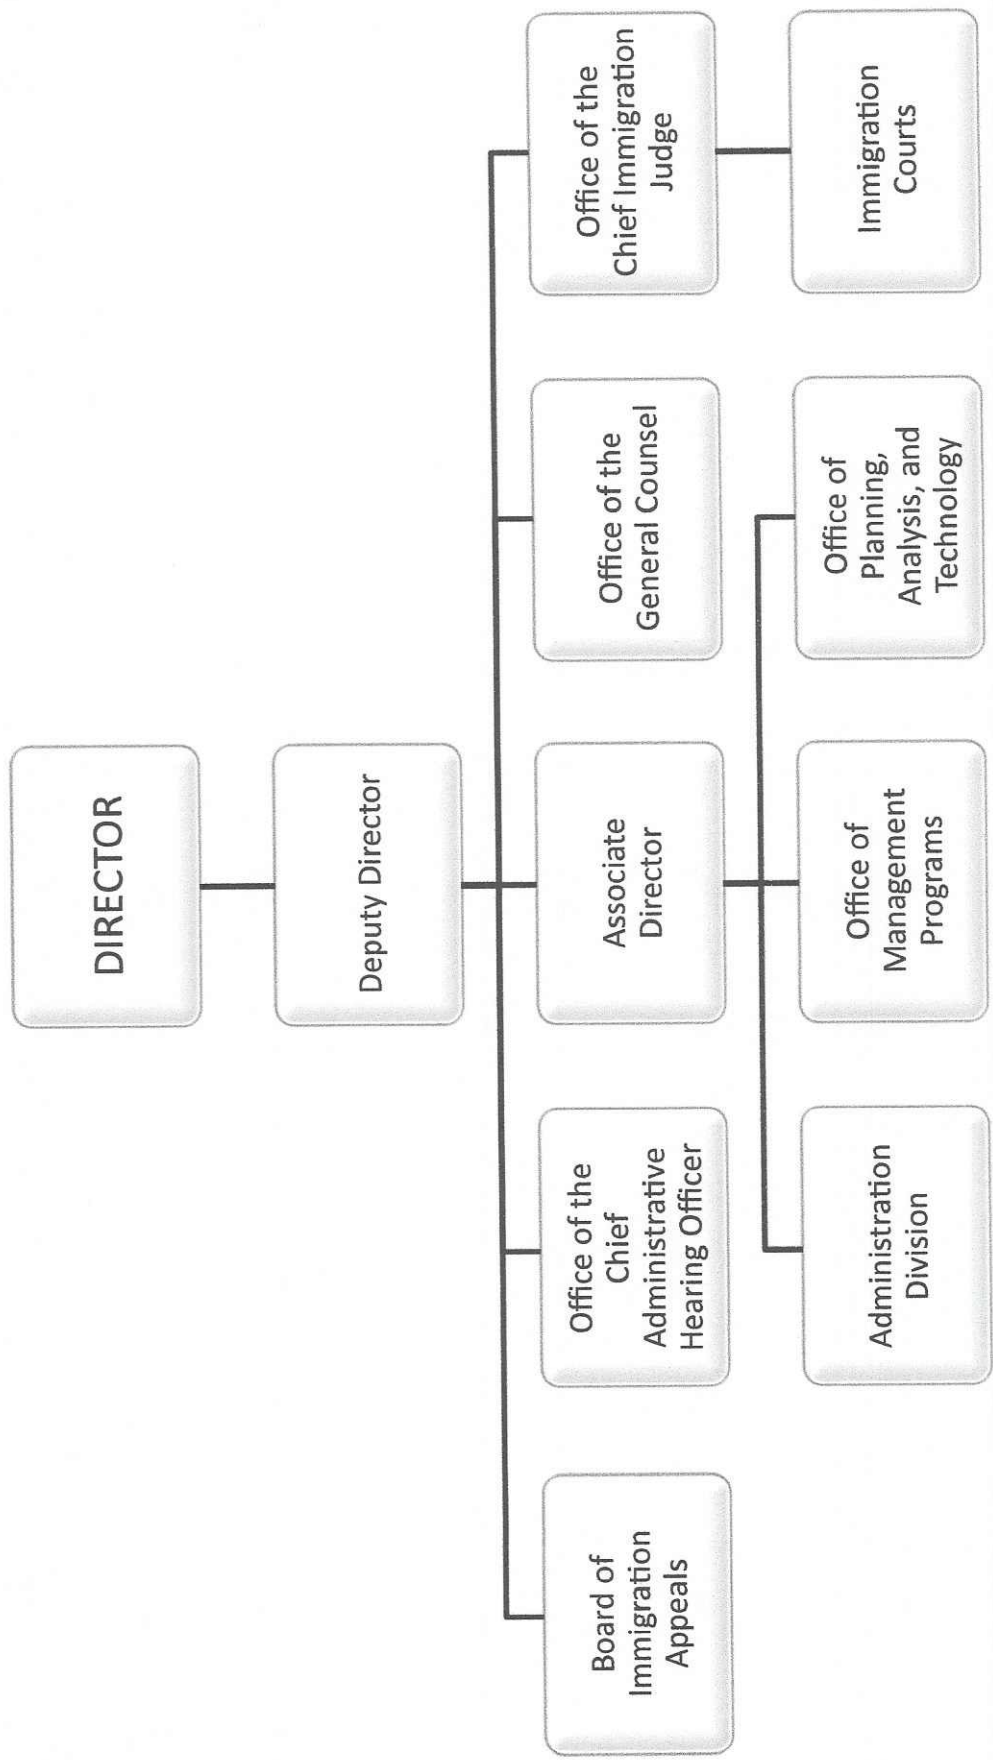 DIRECTOR
Deputy Director
Board of
Immigration
Appeals
Office of the
Chief
Administrative
Hearing Officer
Associate
Director
Office of the
General Counsel
Office of the
Chief Immigration
Judge
Administration
Division
Office of
Management
Programs
Office of
Planning,
Analysis, and
Technology
Immigration
Courts